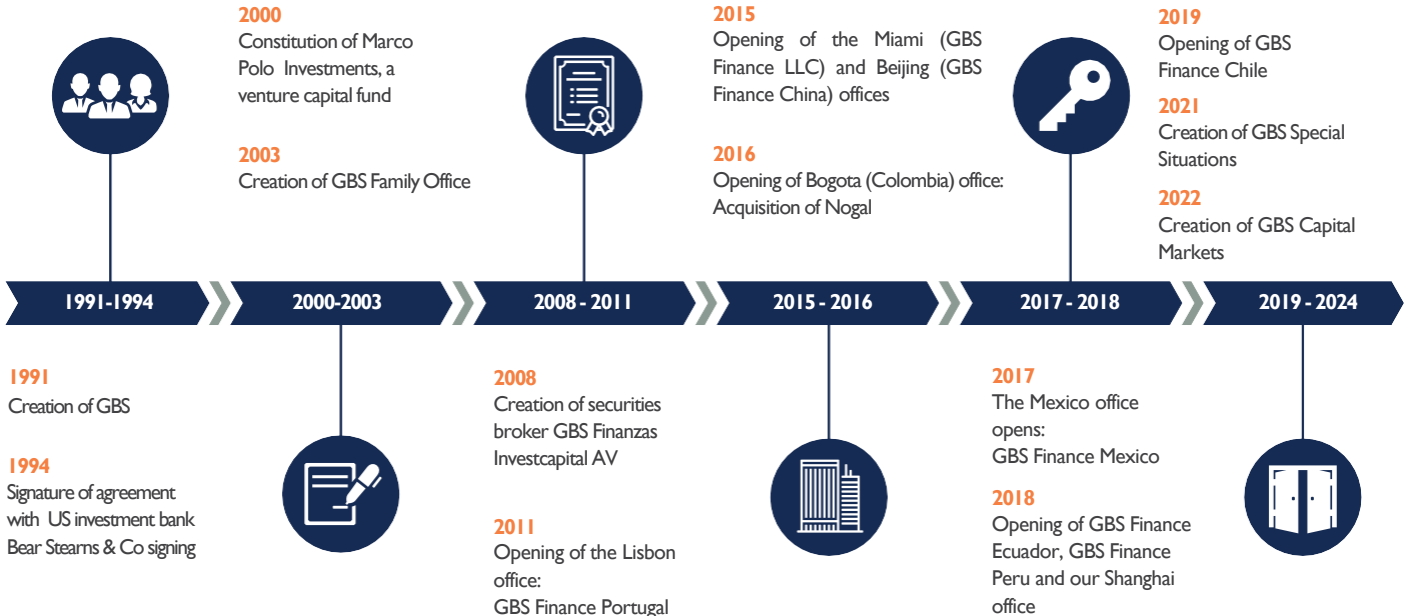 2000
Constitution of Marco
Polo Investments, a
venture capital fund
2003
Creation of GBS Family Office
2015
Opening of the Miami (GBS
Finance LLC) and Beijing (GBS
Finance China) offices
2016
Opening of Bogota (Colombia) office:
Acquisition of Nogal
2019
Opening of GBS
Finance Chile
2021
Creation of GBS Special
Situations
2022
Creation of GBS Capital
Markets
1991-1994
2000-2003
2008 - 2011
2015 - 2016
2017 - 2018
2019 - 2024
1991
Creation of GBS
1994
Signature of agreement
with US investment bank
Bear Stearns & Co signing
2008
Creation of securities
broker GBS Finanzas
Investcapital AV
2011
Opening of the Lisbon
office:
GBS Finance Portugal
2017
The Mexico office
opens:
GBS Finance Mexico
2018
Opening of GBS Finance
Ecuador, GBS Finance
Peru and our Shanghai
office